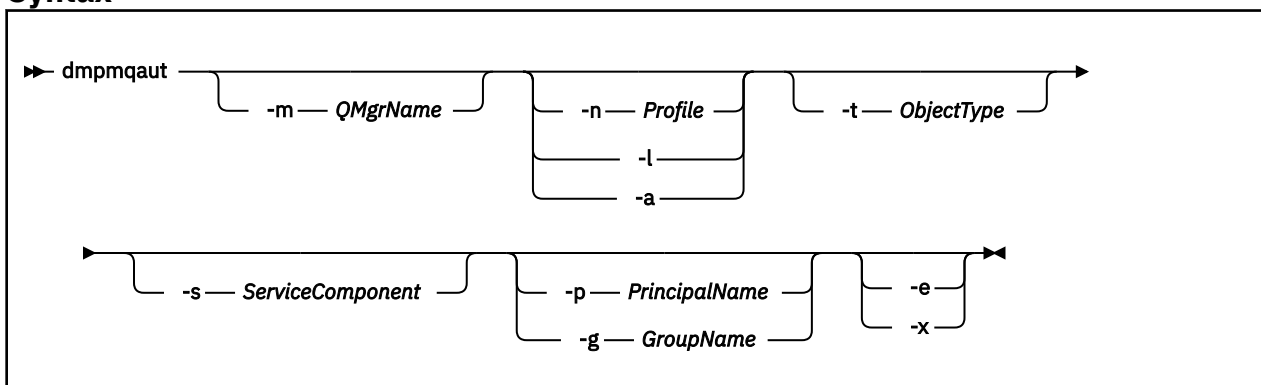 Syntax
dmpmqaut
-m QMgrName
-n Profile
-l
-a
-t ObjectType
-s ServiceComponent
-p PrincipalName
-g GroupName
-e
-x